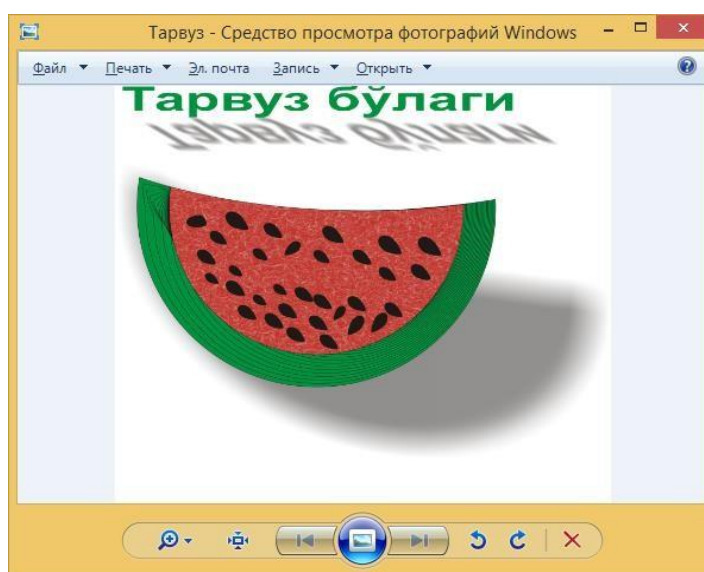 Тарвуз - Средство просмотра фотографий Windows
Файл Печать Эл. почта Запись Открыть
Тарвуз бўлаги